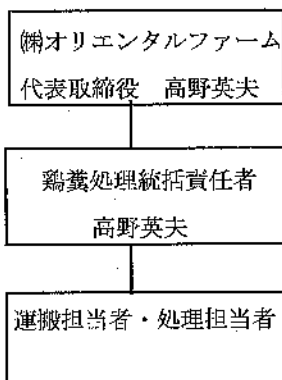 ㈱オリエンタルファーム
代表取締役　高野英夫
鶏糞処理統括責任者
高野英夫
運搬担当者・処理担当者